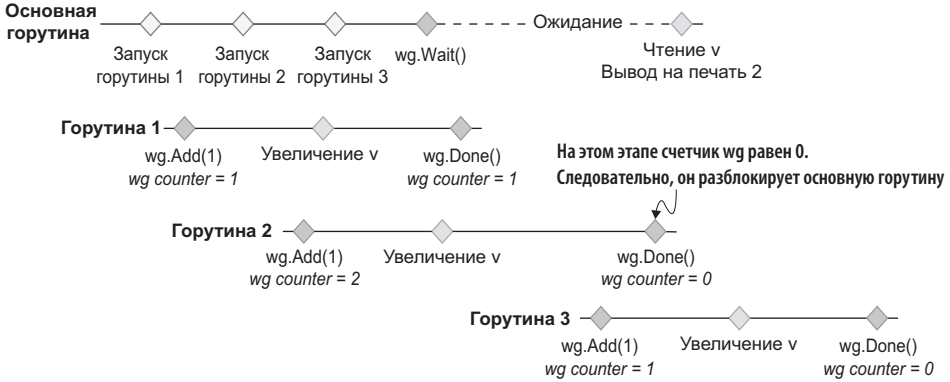 Основная
горутина
Ожидание
Запуск
горутины 1
Запуск
горутины 2
Запуск
горутины 3
wg.Wait()
Чтение v
Вывод на печать 2
Горутина 1
wg.Add(1)
wg counter = 1
Увеличение v
wg.Done()
wg counter = 1
На этом этапе счетчик wg равен 0.
Следовательно, он разблокирует основную горутину
Горутина 2
wg.Add(1)
wg counter = 2
Увеличение v
wg.Done()
wg counter = 0
Горутина 3
wg.Add(1)
wg counter = 1
Увеличение v
wg.Done()
wg counter = 0